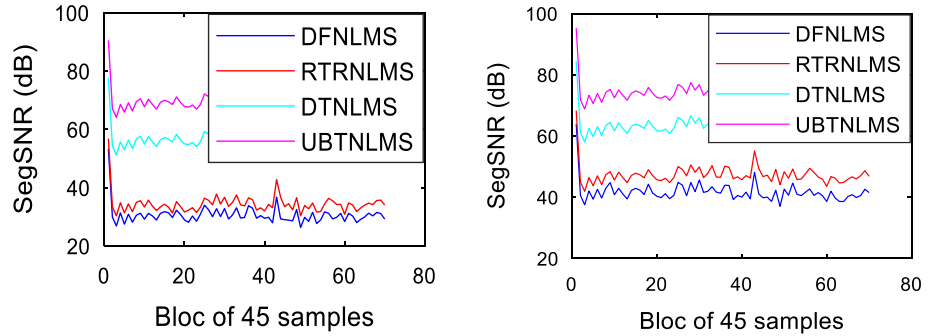 100
80
60
40
20
SegSNR (dB)
DFNLMS
RTRNLMS
DTNLMS
UBTNLMS
0 20 40 60 80
Bloc of 45 samples
100
80
60
40
20
SegSNR (dB)
DFNLMS
RTRNLMS
DTNLMS
UBTNLMS
0 20 40 60 80
Bloc of 45 samples